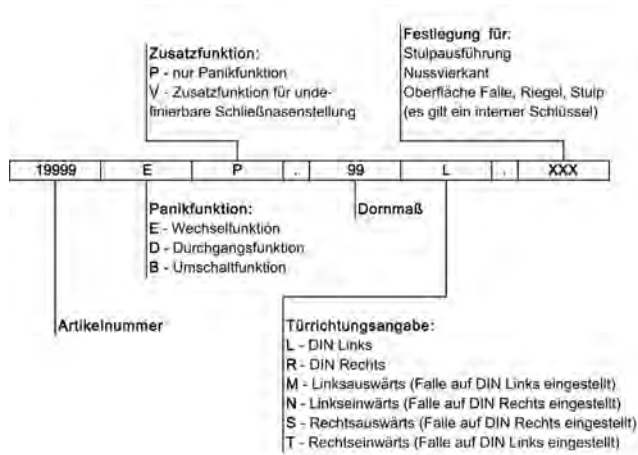 Zusatzfunktion:
P - nur Panikfunktion
V - Zusatzfunktion für unde-
finierbare Schließnasenstellung
Festlegung für:
Stulpausführung
Nussvierkant
Oberfläche Falle, Riegel, Stulp
(es gilt ein interner Schlüssel)
19999 E P . 99 L . XXX
Panikfunktion:
E - Wechselfunktion
D - Durchgangsfunktion
B - Umschaltfunktion
Dornmaß
Artikelnummer
Türrichtungsangabe:
L - DIN Links
R - DIN Rechts
M - Linksauswärts (Falle auf DIN Links eingestellt)
N - Linkseinwärts (Falle auf DIN Rechts eingestellt)
S - Rechtsauswärts (Falle auf DIN Rechts eingestellt)
T - Rechtseinwärts (Falle auf DIN Links eingestellt)